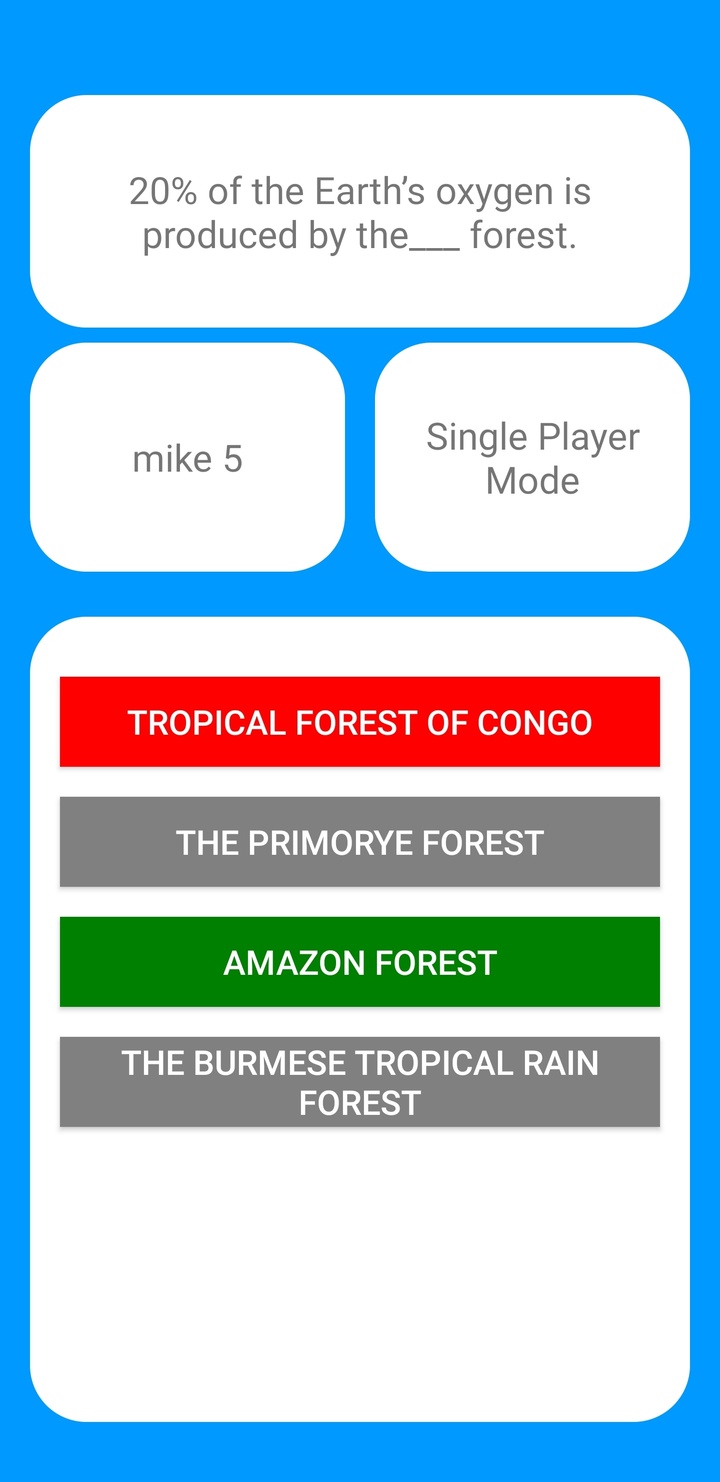 20% of the Earth’s oxygen is
produced by the___ forest.
mike 5
Single Player
Mode
TROPICAL FOREST OF CONGO
THE PRIMORYE FOREST
AMAZON FOREST
THE BURMESE TROPICAL RAIN
FOREST